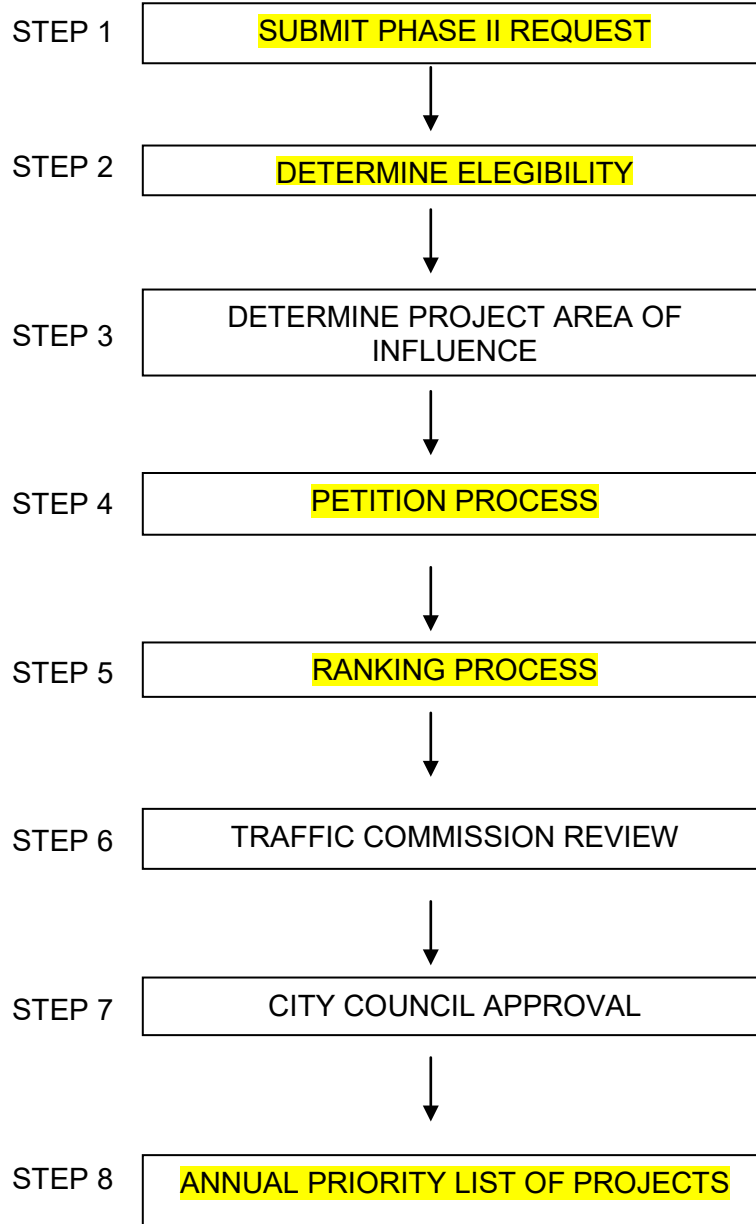 STEP 1 SUBMIT PHASE II REQUEST
STEP 2 DETERMINE ELEGIBILITY
STEP 3 DETERMINE PROJECT AREA OF
INFLUENCE
STEP 4 PETITION PROCESS
STEP 5 RANKING PROCESS
STEP 6 TRAFFIC COMMISSION REVIEW
STEP 7 CITY COUNCIL APPROVAL
STEP 8 ANNUAL PRIORITY LIST OF PROJECTS